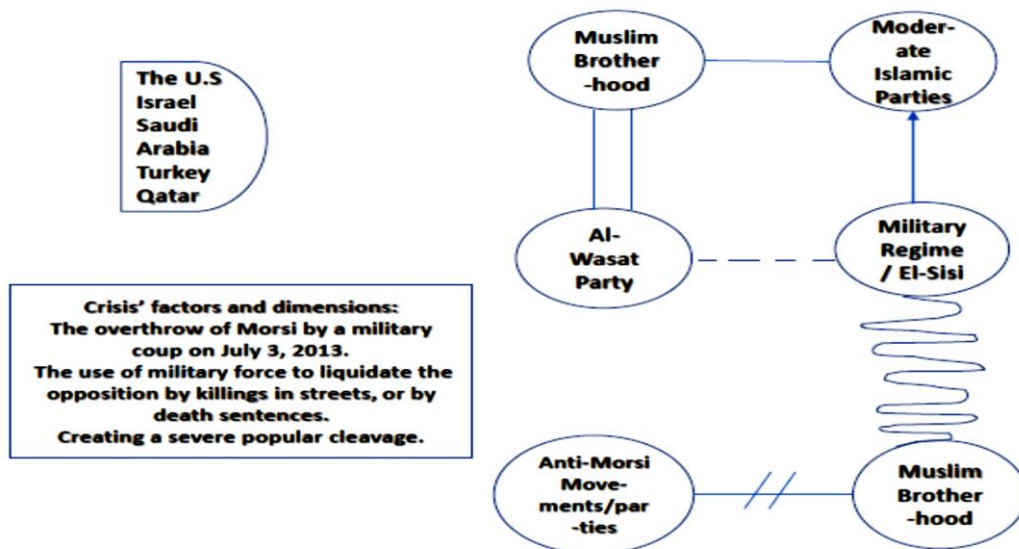 The U.S
Israel
Saudi
Arabia
Turkey
Qatar
Muslim
Brother
-hood
Moder-
ate
Islamic
Parties
Al-
Wasat
Party
Military
Regime
/ El-Sisi
Crisis’ factors and dimensions:
The overthrow of Morsi by a military
coup on July 3, 2013.
The use of military force to liquidate the
opposition by killings in streets, or by
death sentences.
Creating a severe popular cleavage.
Anti-Morsi
Move-
ments/par
-ties
Muslim
Brother
-hood